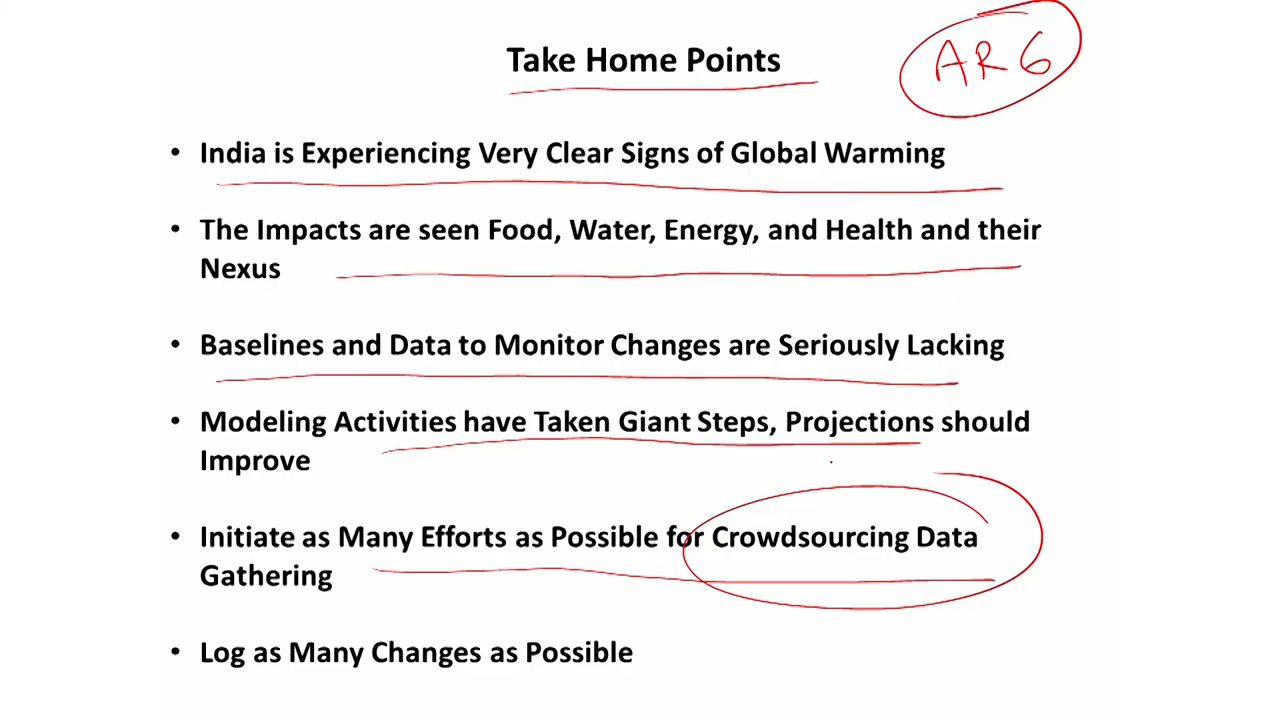 Take Home Points
AR6
• India is Experiencing Very Clear Signs of Global Warming
• The Impacts are seen Food, Water, Energy, and Health and their
Nexus
• Baselines and Data to Monitor Changes are Seriously Lacking
• Modeling Activities have Taken Giant Steps, Projections should
Improve
• Initiate as Many Efforts as Possible for Crowdsourcing Data
Gathering
• Log as Many Changes as Possible